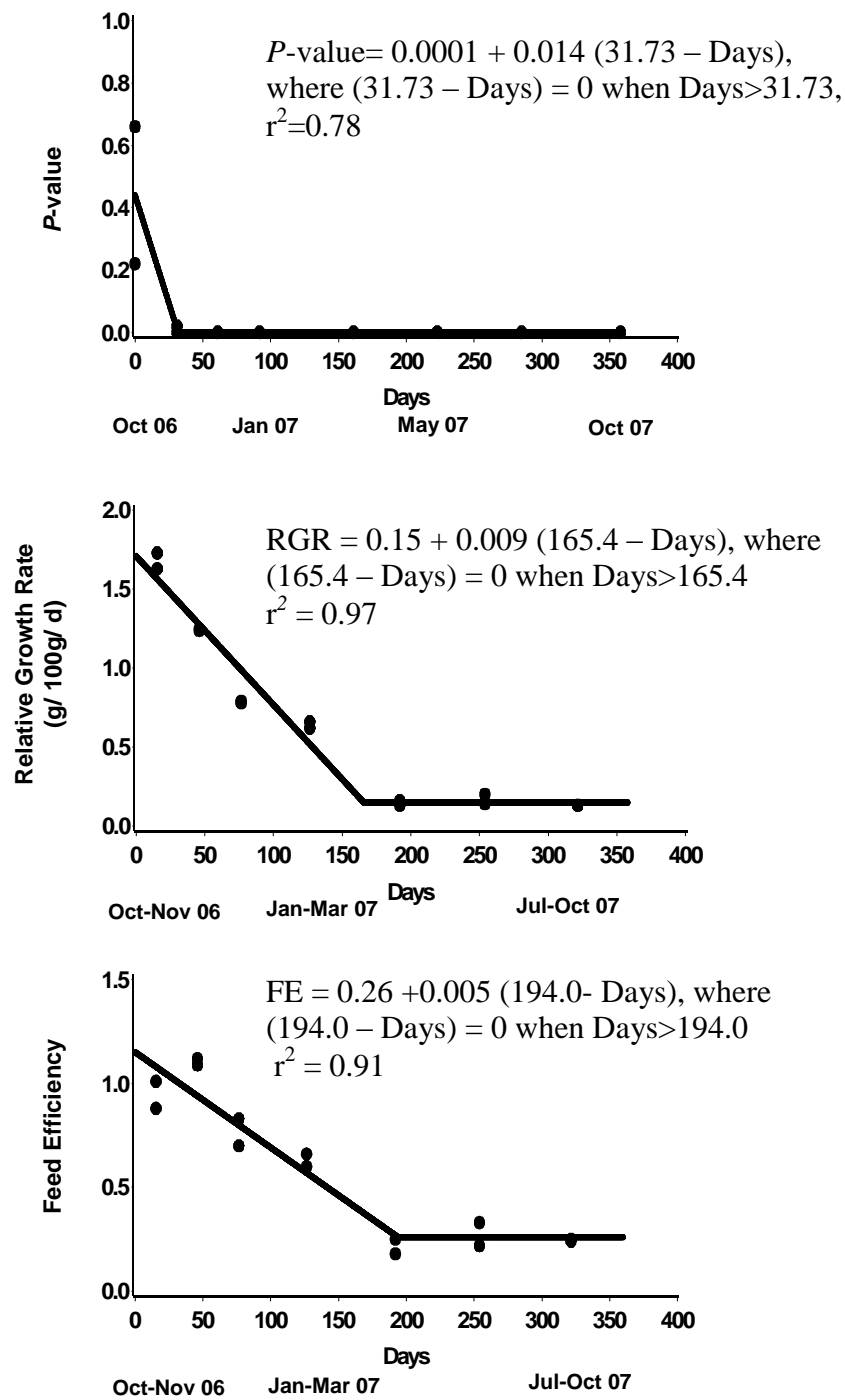 1.0
P-value= 0.0001 + 0.014 (31.73 – Days),
where (31.73 – Days) = 0 when Days>31.73,
r²=0.78
0.8
0.6
0.4
0.2
0.0
P-value
0 50 100 150 200 250 300 350 400
Days
Oct 06 Jan 07 May 07 Oct 07
2.0
RGR = 0.15 + 0.009 (165.4 – Days), where
(165.4 – Days) = 0 when Days>165.4
r² = 0.97
1.5
1.0
0.5
0.0
Relative Growth Rate
(g/ 100g/ d)
0 50 100 150 200 250 300 350 400
Days
Oct-Nov 06 Jan-Mar 07 Jul-Oct 07
1.5
FE = 0.26 +0.005 (194.0- Days), where
(194.0 – Days) = 0 when Days>194.0
r² = 0.91
1.0
0.5
0.0
Feed Efficiency
0 50 100 150 200 250 300 350 400
Days
Oct-Nov 06 Jan-Mar 07 Jul-Oct 07